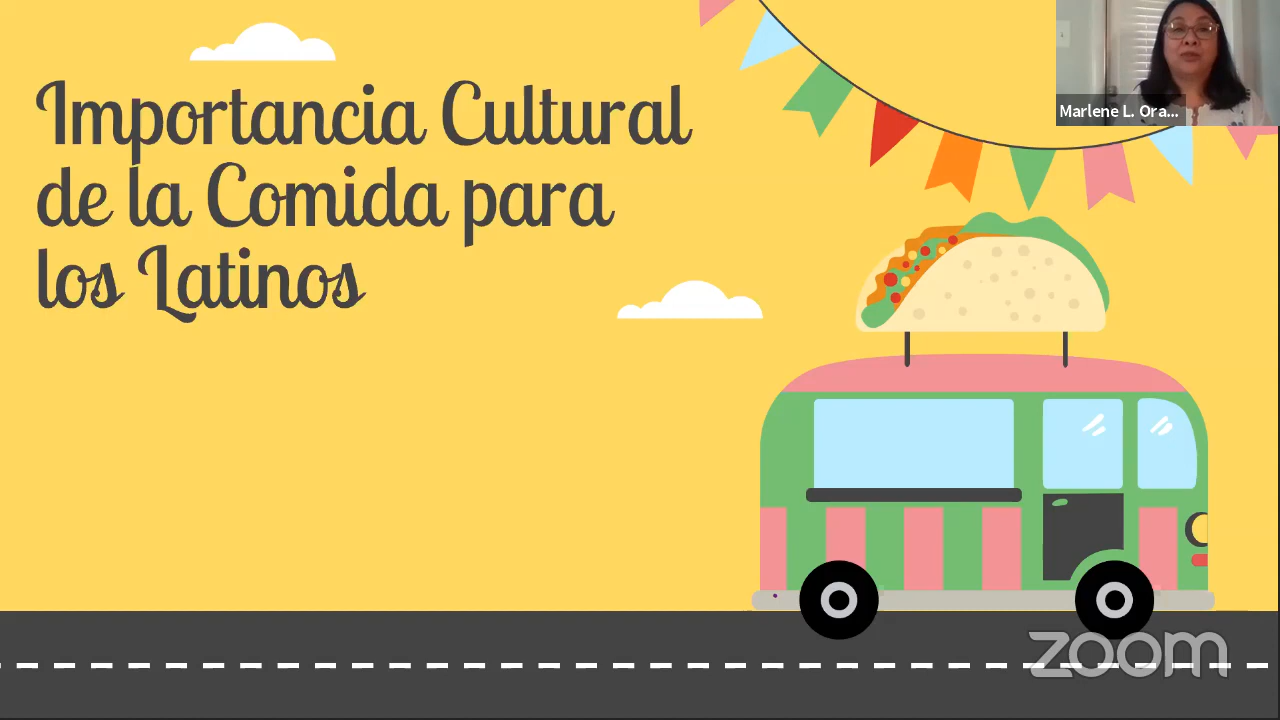 Importancia Cultural
de la Comida para
los Latinos
Marlene L. Ora...
zoom